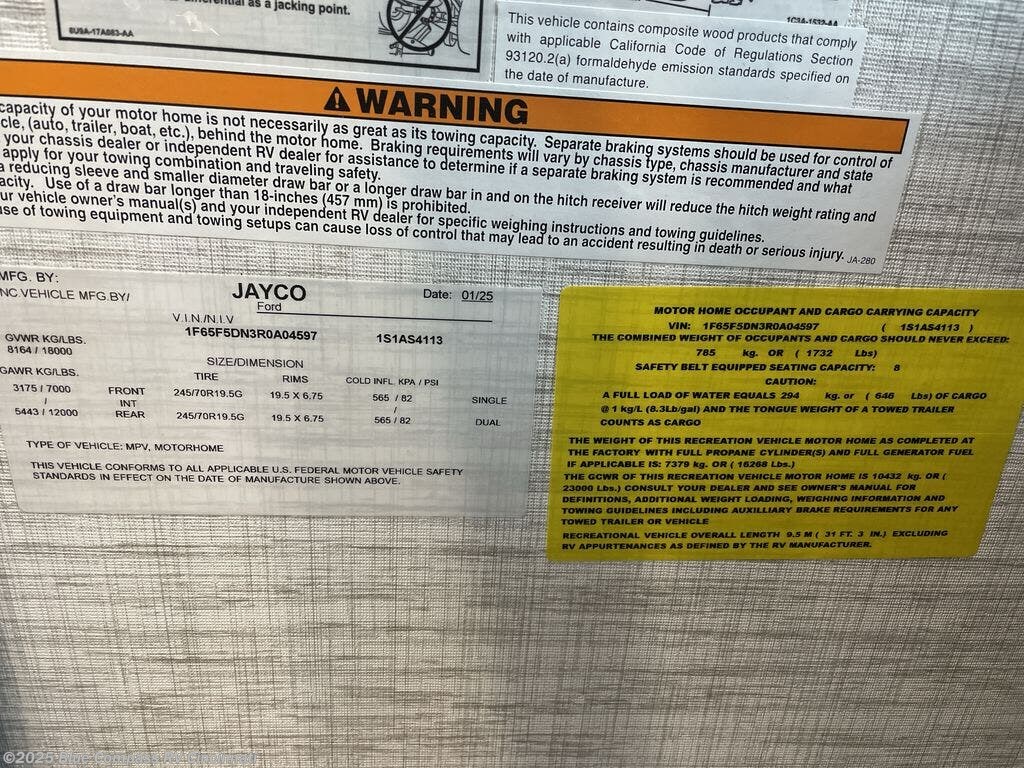 erential as a jacking point.
8U9A-17A083-AA
1C3A-1532-AA
This vehicle contains composite wood products that comply
with applicable California Code of Regulations Section
93120.2(a) formaldehyde emission standards specified on
the date of manufacture.
WARNING
capacity of your motor home is not necessarily as great as its towing capacity. Separate braking systems should be used for control of
cle, (auto, trailer, boat, etc.), behind the motor home. Braking requirements will vary by chassis type, chassis manufacturer and state
your chassis dealer or independent RV dealer for assistance to determine if a separate braking system is recommended and what
apply for your towing combination and traveling safety.
a reducing sleeve and smaller diameter draw bar or a longer draw bar in and on the hitch receiver will reduce the hitch weight rating and
acity. Use of a draw bar longer than 18-inches (457 mm) is prohibited.
ur vehicle owner's manual(s) and your independent RV dealer for specific weighing instructions and towing guidelines.
se of towing equipment and towing setups can cause loss of control that may lead to an accident resulting in death or serious injury. JA-280
MFG. BY: JAYCO Date: 01/25
NC.VEHICLE MFG.BY/ Ford
V.I.N./N.I.V
1F65F5DN3R0A04597 1S1AS4113
GVWR KG/LBS.
8164 / 18000
SIZE/DIMENSION
GAWR KG/LBS. TIRE RIMS COLD INFL. KPA / PSI
3175 / 7000 FRONT 245/70R19.5G 19.5 X 6.75 565 / 82 SINGLE
/ INT /
5443 / 12000 REAR 245/70R19.5G 19.5 X 6.75 565 / 82 DUAL
TYPE OF VEHICLE: MPV, MOTORHOME
THIS VEHICLE CONFORMS TO ALL APPLICABLE U.S. FEDERAL MOTOR VEHICLE SAFETY
STANDARDS IN EFFECT ON THE DATE OF MANUFACTURE SHOWN ABOVE.
MOTOR HOME OCCUPANT AND CARGO CARRYING CAPACITY
VIN: 1F65F5DN3R0A04597 ( 1S1AS4113 )
THE COMBINED WEIGHT OF OCCUPANTS AND CARGO SHOULD NEVER EXCEED:
785 kg. OR ( 1732 Lbs)
SAFETY BELT EQUIPPED SEATING CAPACITY: 8
CAUTION:
A FULL LOAD OF WATER EQUALS 294 kg. or ( 646 Lbs) OF CARGO
@ 1 kg/L (8.3Lb/gal) AND THE TONGUE WEIGHT OF A TOWED TRAILER
COUNTS AS CARGO
THE WEIGHT OF THIS RECREATION VEHICLE MOTOR HOME AS COMPLETED AT
THE FACTORY WITH FULL PROPANE CYLINDER(S) AND FULL GENERATOR FUEL
IF APPLICABLE IS: 7379 kg. OR ( 16268 Lbs.)
THE GCWR OF THIS RECREATION VEHICLE MOTOR HOME IS 10432 kg. OR (
23000 Lbs.) CONSULT YOUR DEALER AND SEE OWNER'S MANUAL FOR
DEFINITIONS, ADDITIONAL WEIGHT LOADING, WEIGHING INFORMATION AND
TOWING GUIDELINES INCLUDING AUXILLIARY BRAKE REQUIREMENTS FOR ANY
TOWED TRAILER OR VEHICLE
RECREATIONAL VEHICLE OVERALL LENGTH 9.5 M ( 31 FT. 3 IN.) EXCLUDING
RV APPURTENANCES AS DEFINED BY THE RV MANUFACTURER.
©2025 Blue Compass RV Cincinnati